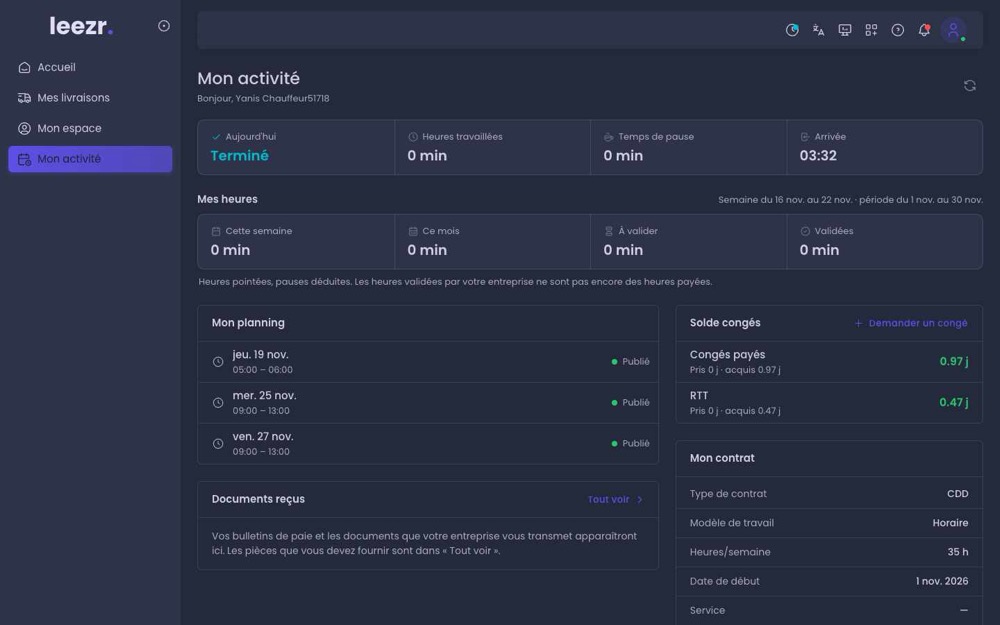 leezr.
Accueil
Mes livraisons
Mon espace
Mon activité
Mon activité
Bonjour, Yanis Chauffeur51718
Aujourd'hui
Terminé
Heures travaillées
0 min
Temps de pause
0 min
Arrivée
03:32
Mes heures
Semaine du 16 nov. au 22 nov. · période du 1 nov. au 30 nov.
Cette semaine
0 min
Ce mois
0 min
À valider
0 min
Validées
0 min
Heures pointées, pauses déduites. Les heures validées par votre entreprise ne sont pas encore des heures payées.
Mon planning
jeu. 19 nov.
05:00 – 06:00
Publié
mer. 25 nov.
09:00 – 13:00
Publié
ven. 27 nov.
09:00 – 13:00
Publié
Documents reçus
Tout voir
Vos bulletins de paie et les documents que votre entreprise vous transmet apparaîtront
ici. Les pièces que vous devez fournir sont dans « Tout voir ».
Solde congés
+ Demander un congé
Congés payés
Pris 0 j · acquis 0.97 j
0.97 j
RTT
Pris 0 j · acquis 0.47 j
0.47 j
Mon contrat
Type de contrat
CDD
Modèle de travail
Horaire
Heures/semaine
35 h
Date de début
1 nov. 2026
Service
—